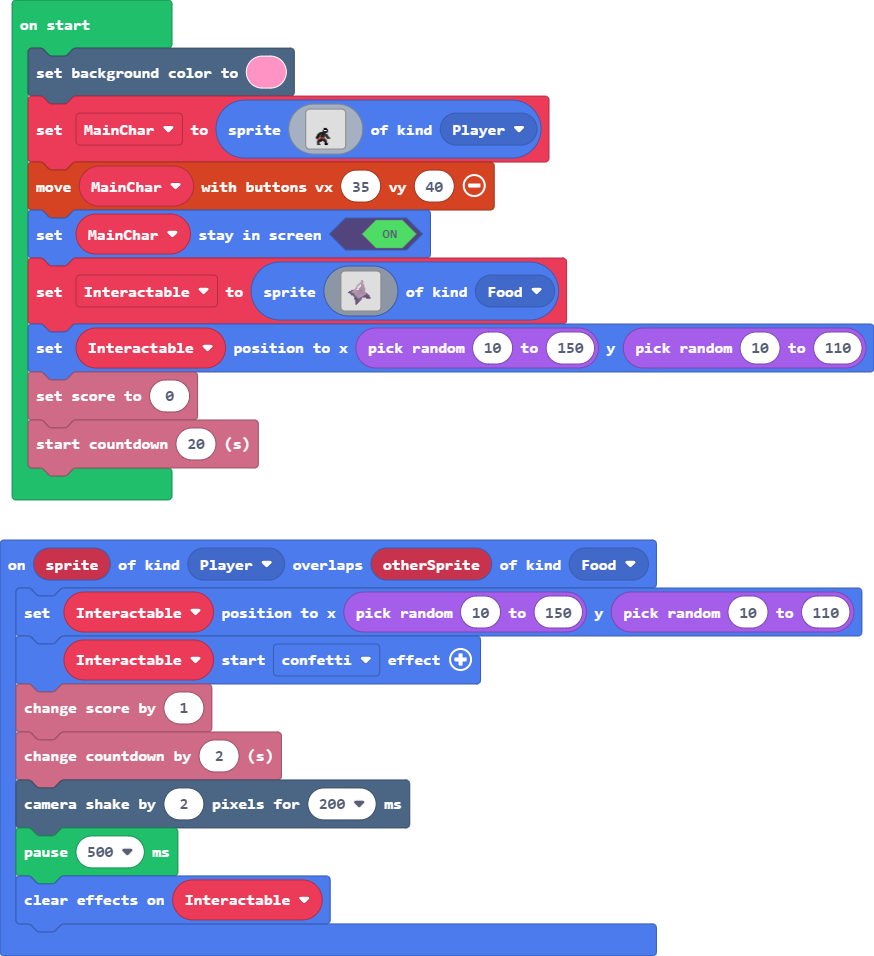 on start
set background color to
set MainChar to sprite of kind Player
move MainChar with buttons vx 35 vy 40
set MainChar stay in screen ON
set Interactable to sprite of kind Food
set Interactable position to x pick random 10 to 150 y pick random 10 to 110
set score to 0
start countdown 20 (s)
on sprite of kind Player overlaps otherSprite of kind Food
set Interactable position to x pick random 10 to 150 y pick random 10 to 110
Interactable start confetti effect
change score by 1
change countdown by 2 (s)
camera shake by 2 pixels for 200 ms
pause 500 ms
clear effects on Interactable